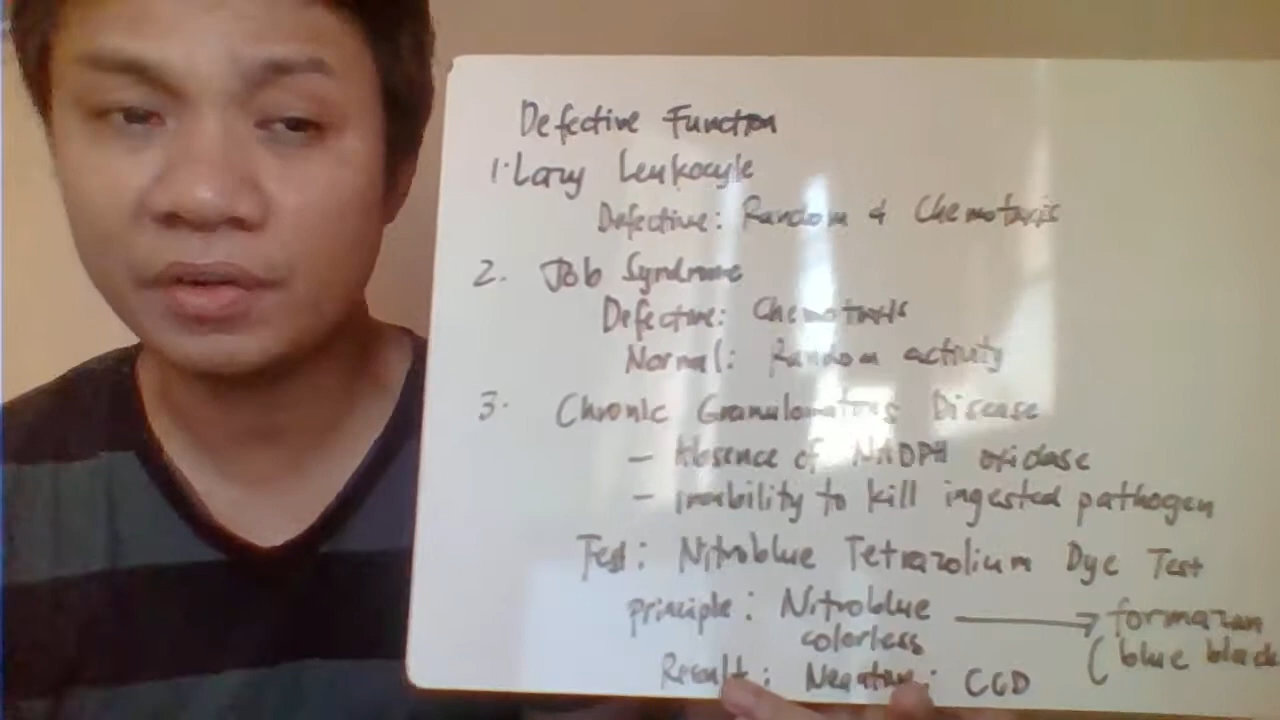 Defective Function
1. Lazy Leukocyte
Defective: Random & Chemotaxis
2. Job Syndrome
Defective: Chemotaxis
Normal: Random activity
3. Chronic Granulomatous Disease
- Absence of NADPH oxidase
- inability to kill ingested pathogen
Test: Nitroblue Tetrazolium Dye Test
principle: Nitroblue → formazan
colorless (blue black
Result: Negative: CGD